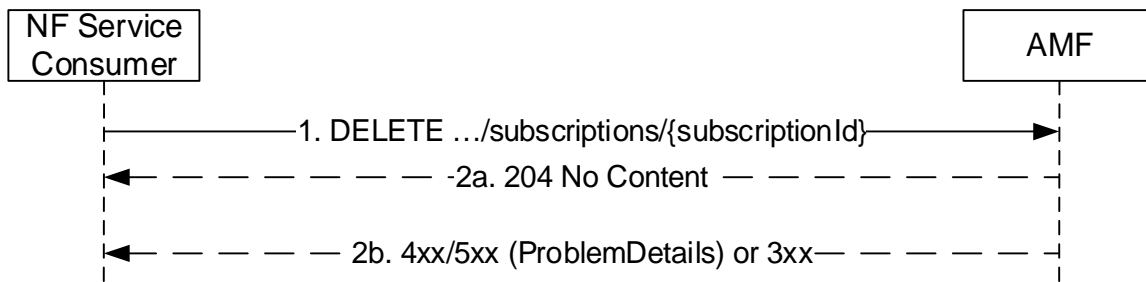 NF Service
Consumer
AMF
1. DELETE …/subscriptions/{subscriptionId}
2a. 204 No Content
2b. 4xx/5xx (ProblemDetails) or 3xx